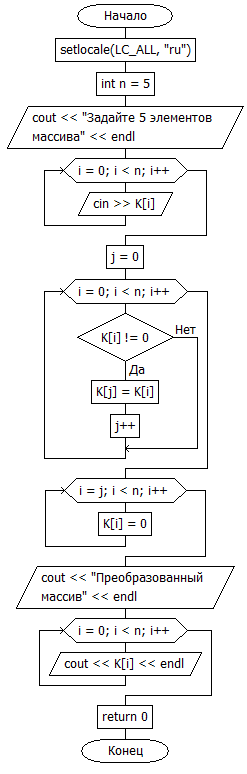 Начало
setlocale(LC_ALL, "ru")
int n = 5
cout << "Задайте 5 элементов
массива" << endl
i = 0; i < n; i++
cin >> K[i]
j = 0
i = 0; i < n; i++
K[i] != 0
Нет
Да
K[j] = K[i]
j++
i = j; i < n; i++
K[i] = 0
cout << "Преобразованный
массив" << endl
i = 0; i < n; i++
cout << K[i] << endl
return 0
Конец